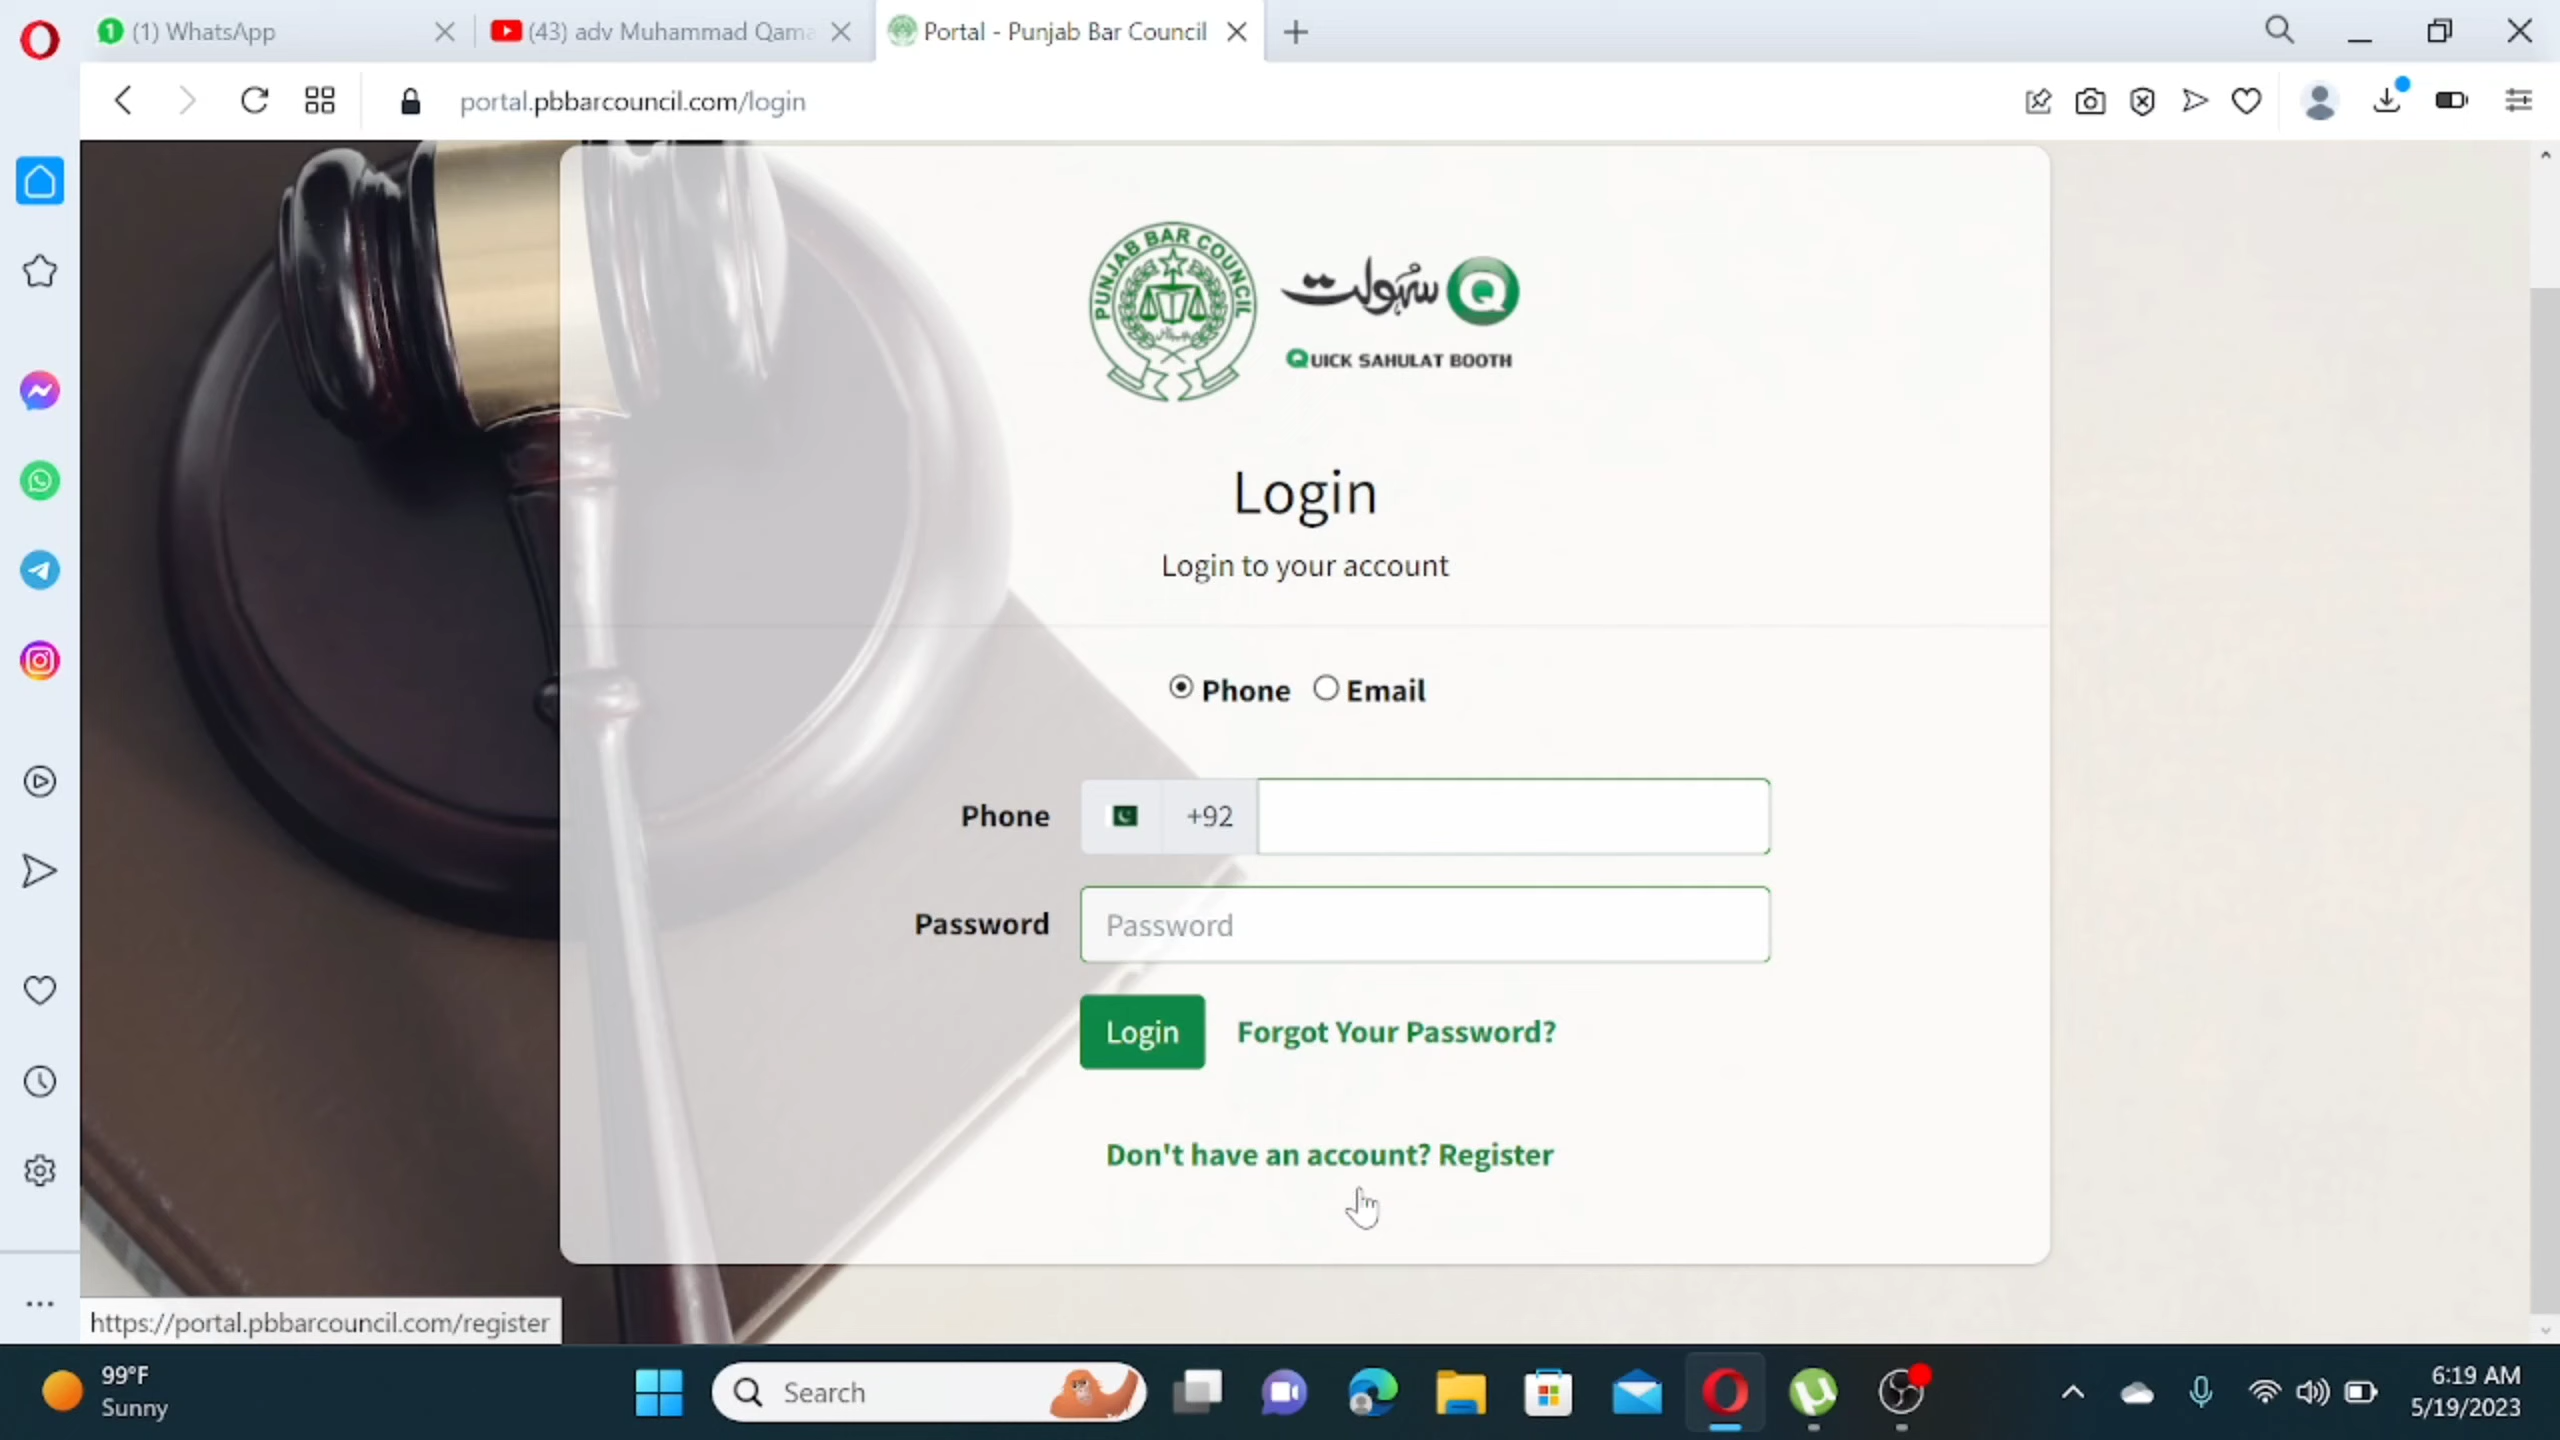 (1) WhatsApp
(43) adv Muhammad Qama
Portal - Punjab Bar Council
portal.pbbarcouncil.com/login
PUNJAB BAR COUNCIL
سہولت Q
QUICK SAHULAT BOOTH
Login
Login to your account
Phone
Email
Phone
+92
Password
Password
Login
Forgot Your Password?
Don't have an account? Register
https://portal.pbbarcouncil.com/register
99°F
Sunny
Search
6:19 AM
5/19/2023